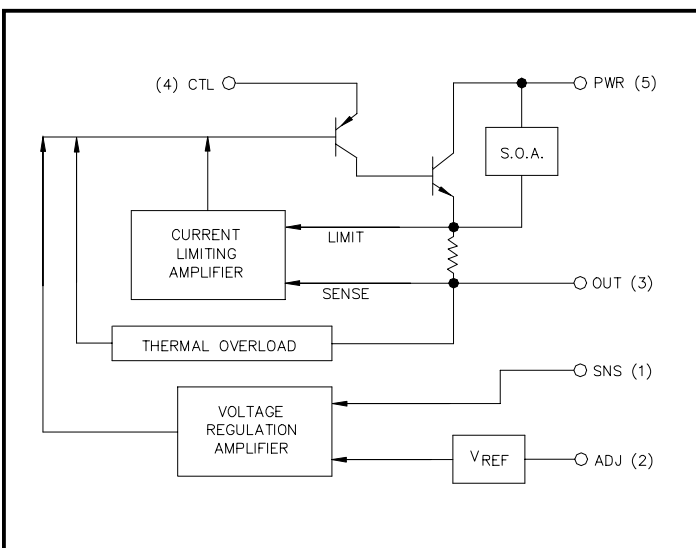 (4) CTL
PWR (5)
S.O.A.
CURRENT
LIMITING
AMPLIFIER
LIMIT
SENSE
OUT (3)
THERMAL OVERLOAD
SNS (1)
VOLTAGE
REGULATION
AMPLIFIER
VREF
ADJ (2)